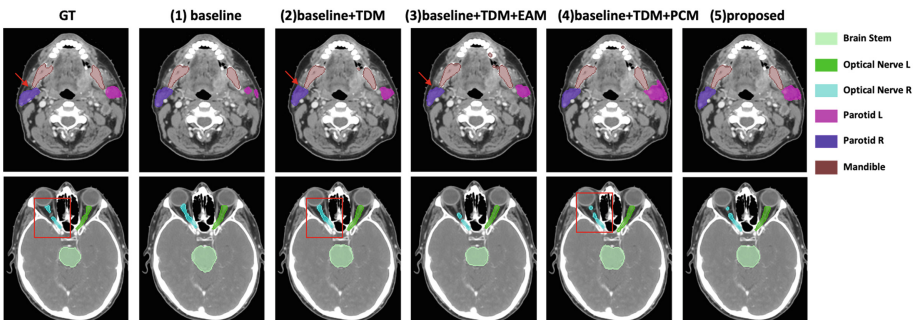 GT (1) baseline (2)baseline+TDM (3)baseline+TDM+EAM (4)baseline+TDM+PCM (5)proposed
Brain Stem
Optical Nerve L
Optical Nerve R
Parotid L
Parotid R
Mandible